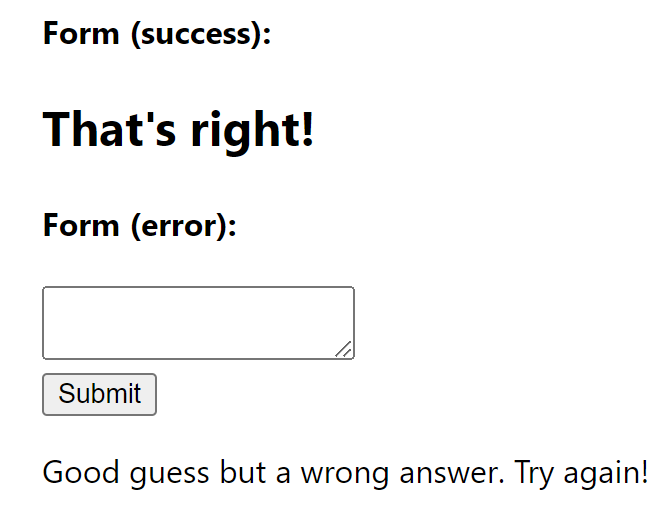 Form (success):
That's right!
Form (error):
Submit
Good guess but a wrong answer. Try again!